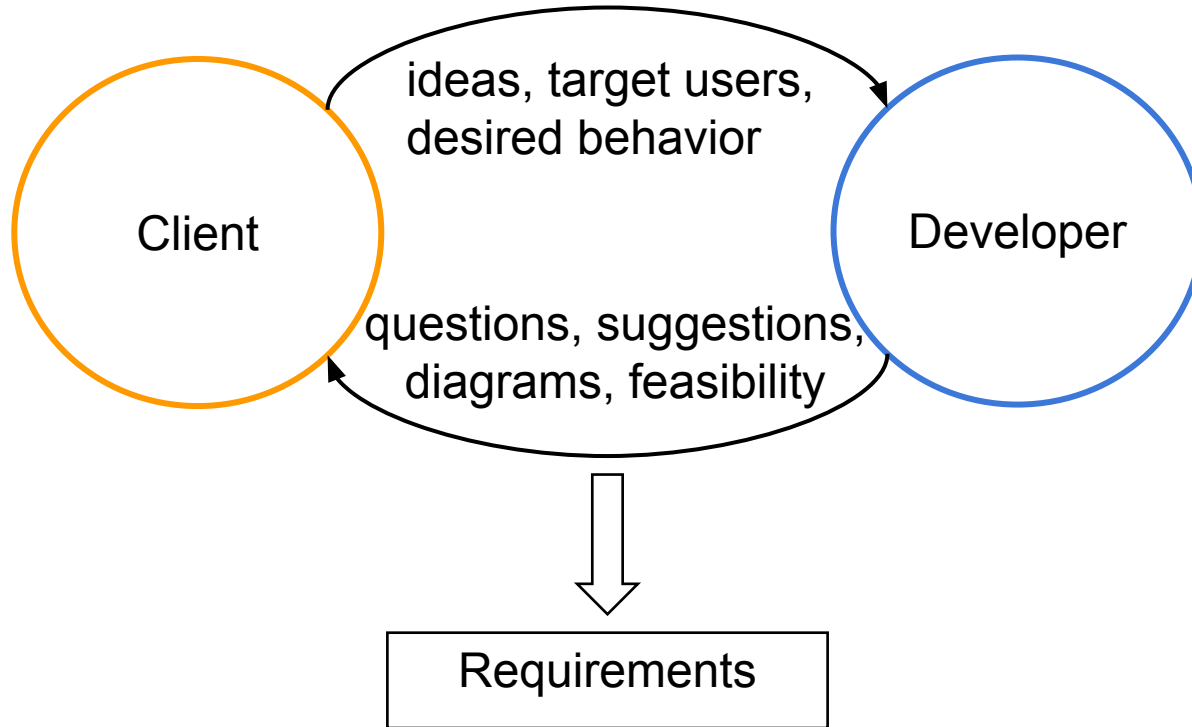 ideas, target users,
desired behavior
Client
Developer
questions, suggestions,
diagrams, feasibility
Requirements